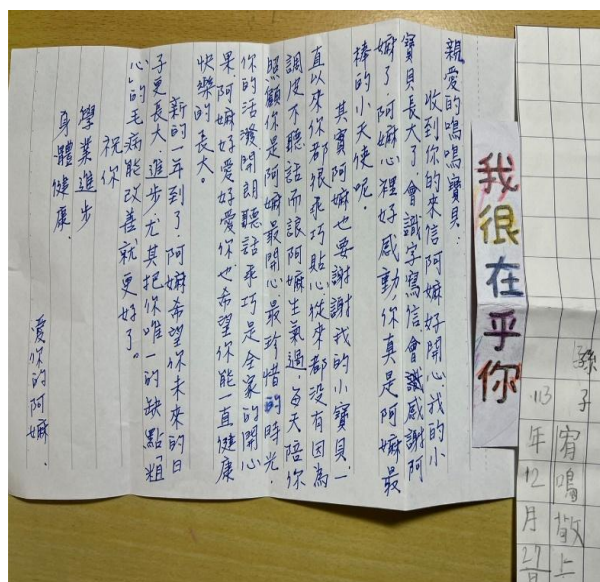 親愛的鳴鳴寶貝：
收到你的來信阿嬤好開心我的小
寶貝長大了，會識字寫信會感謝阿
嬤了阿嬤心裡好感動，你真是阿嬤最
棒的小天使呢。
其實阿嬤也要謝謝我的小寶貝，一
直以來你都很乖巧貼心從來都沒有因為
調皮不聽話而讓阿嬤生氣過，每天陪你
照顧你是阿嬤最開心最珍惜的時光，
你的活潑開朗聽話乖巧是全家的開心
果阿嬤好愛好愛你也希望你能一直健康
快樂的長大。
新的一年到了，阿嬤希望你未來的日
子更長大、進步尤其把你唯一的缺點「粗
心」的毛病能改善就更好了。
祝你
學業進步
身體健康.
愛你的阿嬤.
我很在乎你
孫子宥鳴敬上
113年12月27日